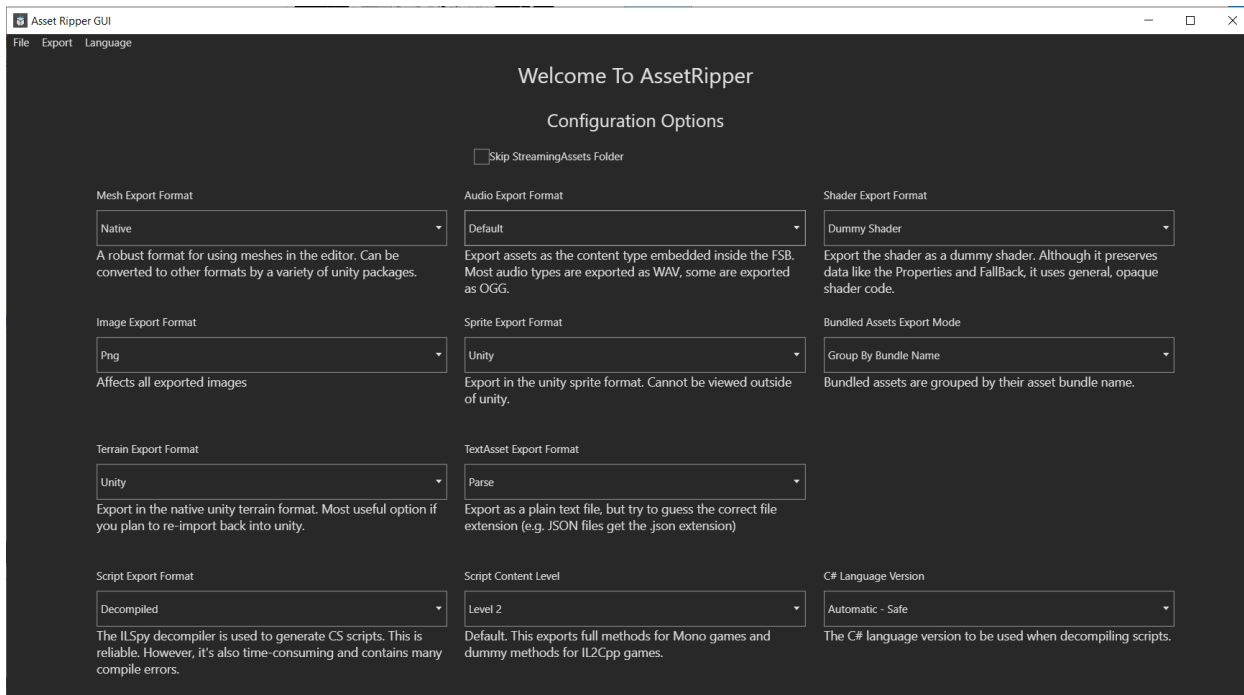 Asset Ripper GUI
File Export Language
Welcome To AssetRipper
Configuration Options
Skip StreamingAssets Folder
Mesh Export Format
Native
A robust format for using meshes in the editor. Can be
converted to other formats by a variety of unity packages.
Audio Export Format
Default
Export assets as the content type embedded inside the FSB.
Most audio types are exported as WAV, some are exported
as OGG.
Shader Export Format
Dummy Shader
Export the shader as a dummy shader. Although it preserves
data like the Properties and FallBack, it uses general, opaque
shader code.
Image Export Format
Png
Affects all exported images
Sprite Export Format
Unity
Export in the unity sprite format. Cannot be viewed outside
of unity.
Bundled Assets Export Mode
Group By Bundle Name
Bundled assets are grouped by their asset bundle name.
Terrain Export Format
Unity
Export in the native unity terrain format. Most useful option if
you plan to re-import back into unity.
TextAsset Export Format
Parse
Export as a plain text file, but try to guess the correct file
extension (e.g. JSON files get the .json extension)
Script Export Format
Decompiled
The ILSpy decompiler is used to generate CS scripts. This is
reliable. However, it's also time-consuming and contains many
compile errors.
Script Content Level
Level 2
Default. This exports full methods for Mono games and
dummy methods for IL2Cpp games.
C# Language Version
Automatic - Safe
The C# language version to be used when decompiling scripts.